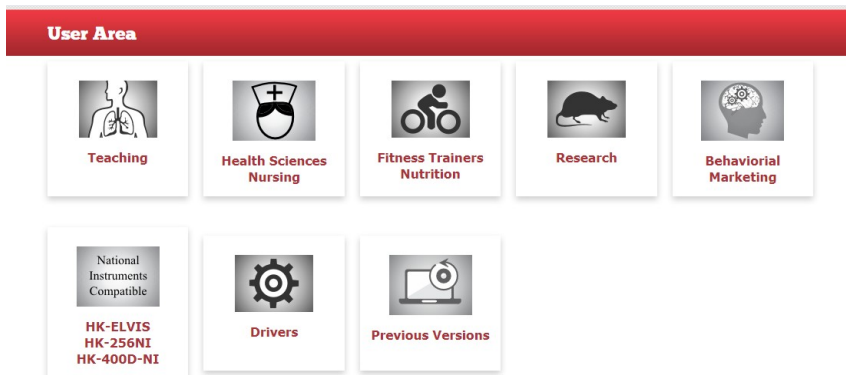 User Area
Teaching
Health Sciences
Nursing
Fitness Trainers
Nutrition
Research
Behaviorial
Marketing
National
Instruments
Compatible
HK-ELVIS
HK-256NI
HK-400D-NI
Drivers
Previous Versions